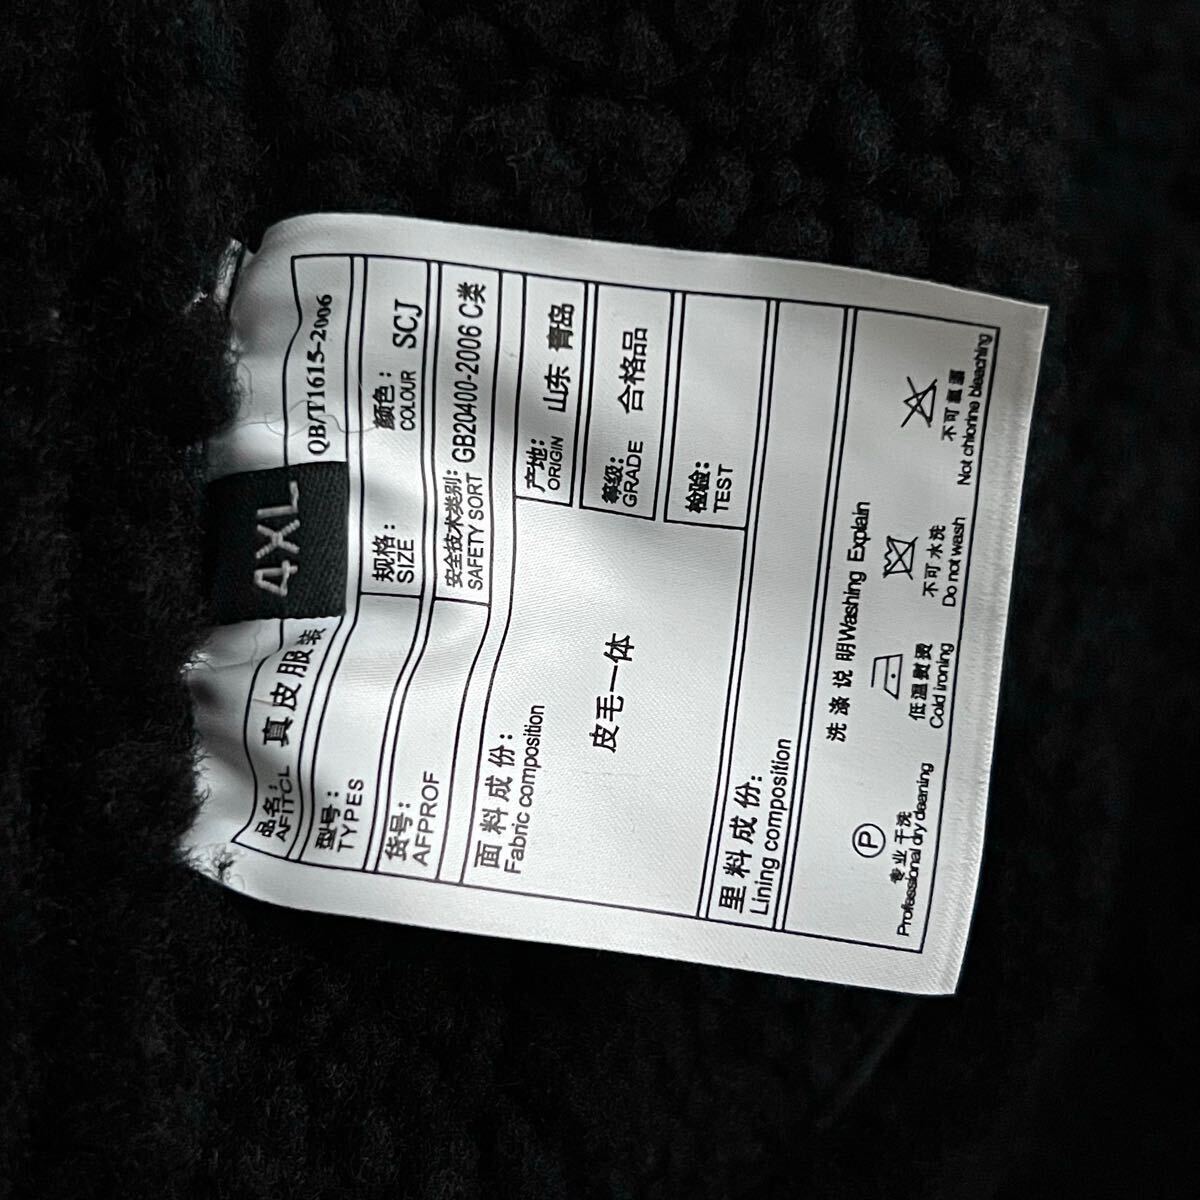 4XL
品名: 真皮服装
AFITCL
QB/T1615-2006
型号:
TYPES
规格:
SIZE
颜色: SCJ
COLOUR
货号:
AFPROF
安全技术类别: GB20400-2006 C类
SAFETY SORT
面料成份:
Fabric composition
皮毛一体
产地: 山东 青岛
ORIGIN
等级: 合格品
GRADE
检验:
TEST
里料成份:
Lining composition
洗涤说明Washing Explain
P
专业干洗
Professional dry cleaning
低温熨烫
Cold ironing
不可水洗
Do not wash
不可氯漂
Not chlorine bleaching